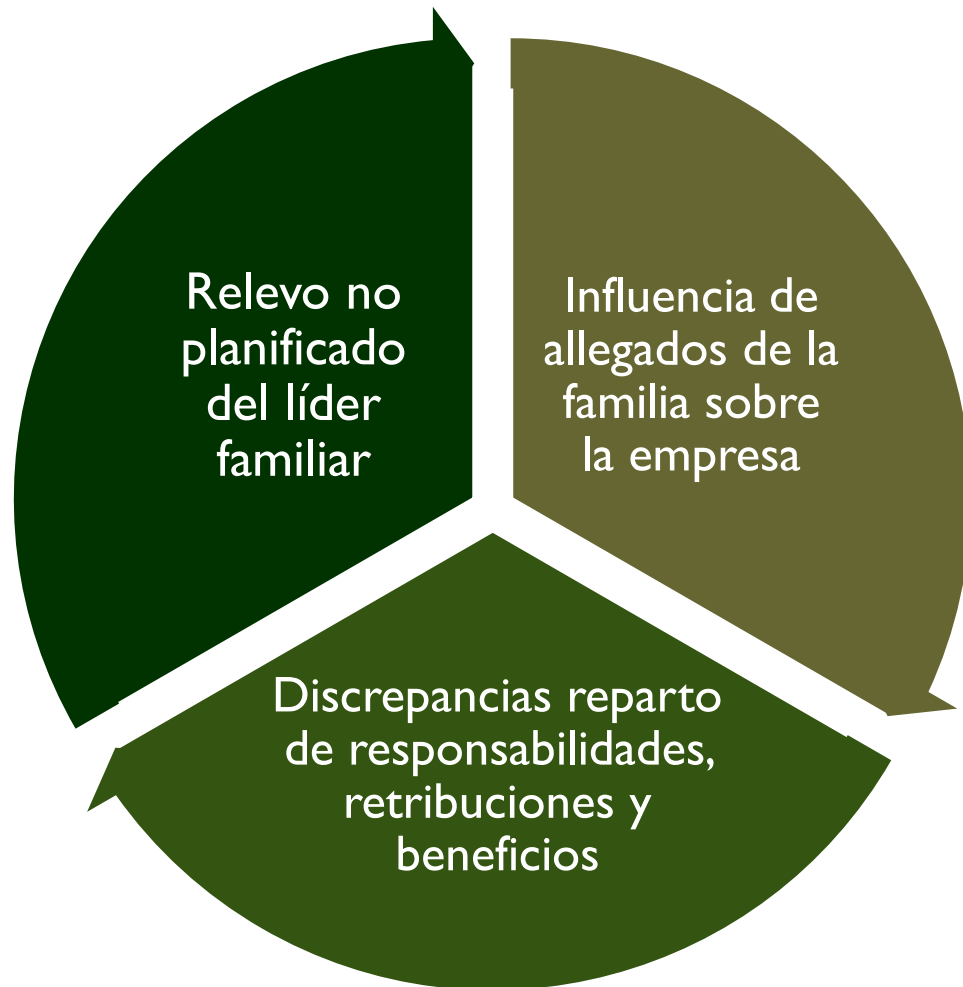 Relevo no
planificado
del líder
familiar
Influencia de
allegados de la
familia sobre
la empresa
Discrepancias reparto
de responsabilidades,
retribuciones y
beneficios